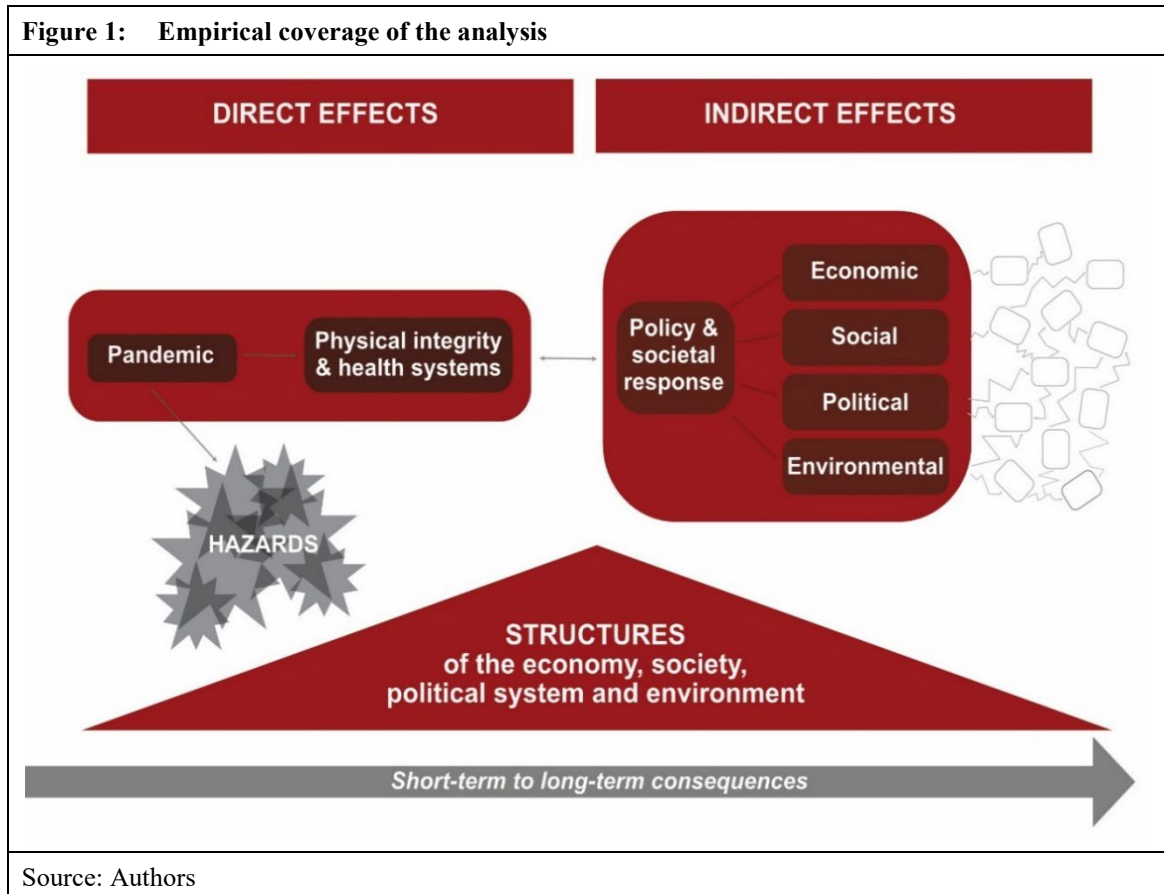 Figure 1: Empirical coverage of the analysis
DIRECT EFFECTS
INDIRECT EFFECTS
Pandemic
Physical integrity
& health systems
Policy &
societal
response
Economic
Social
Political
Environmental
HAZARDS
STRUCTURES
of the economy, society,
political system and environment
Short-term to long-term consequences
Source: Authors